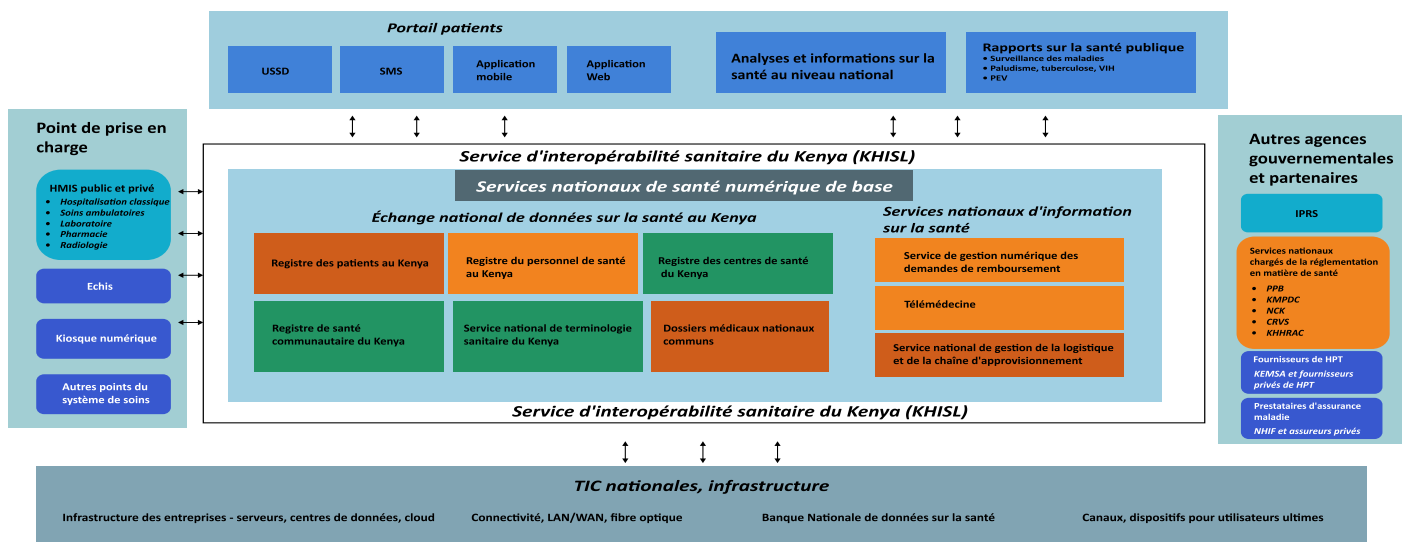 Portail patients
USSD
SMS
Application
mobile
Application
Web
Analyses et informations sur la
santé au niveau national
Rapports sur la santé publique
• Surveillance des maladies
• Paludisme, tuberculose, VIH
• PEV
Point de prise en
charge
HMIS public et privé
• Hospitalisation classique
• Soins ambulatoires
• Laboratoire
• Pharmacie
• Radiologie
Echis
Kiosque numérique
Autres points du
système de soins
Service d'interopérabilité sanitaire du Kenya (KHISL)
Services nationaux de santé numérique de base
Échange national de données sur la santé au Kenya
Registre des patients au Kenya
Registre du personnel de santé
au Kenya
Registre des centres de santé
du Kenya
Registre de santé
communautaire du Kenya
Service national de terminologie
sanitaire du Kenya
Dossiers médicaux nationaux
communs
Services nationaux d'information
sur la santé
Service de gestion numérique des
demandes de remboursement
Télémédecine
Service national de gestion de la logistique
et de la chaîne d'approvisionnement
Service d'interopérabilité sanitaire du Kenya (KHISL)
Autres agences
gouvernementales
et partenaires
IPRS
Services nationaux
chargés de la réglementation
en matière de santé
• PPB
• KMPDC
• NCK
• CRVS
• KHHRAC
Fournisseurs de HPT
KEMSA et fournisseurs
privés de HPT
Prestataires d'assurance
maladie
NHIF et assureurs privés
TIC nationales, infrastructure
Infrastructure des entreprises - serveurs, centres de données, cloud
Connectivité, LAN/WAN, fibre optique
Banque Nationale de données sur la santé
Canaux, dispositifs pour utilisateurs ultimes